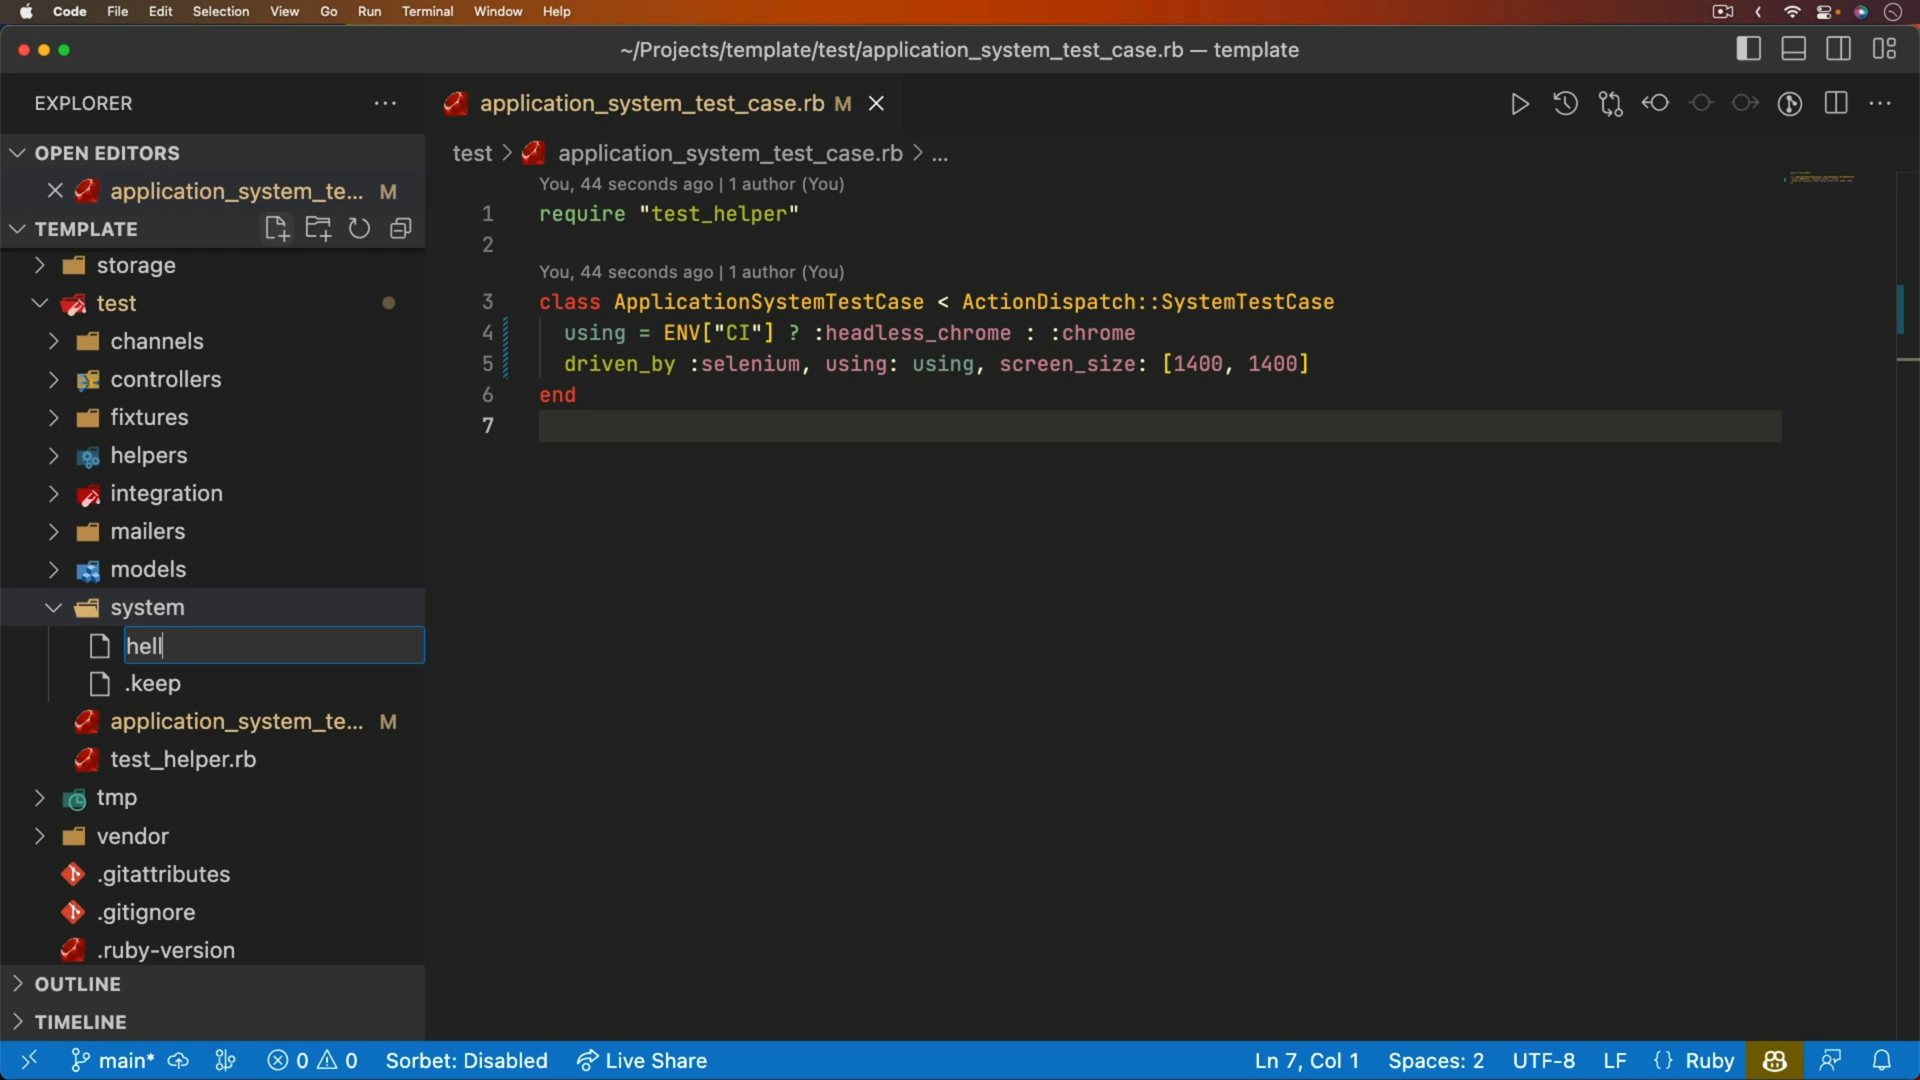 Code File Edit Selection View Go Run Terminal Window Help
~/Projects/template/test/application_system_test_case.rb — template
EXPLORER
OPEN EDITORS
application_system_te... M
TEMPLATE
storage
test
channels
controllers
fixtures
helpers
integration
mailers
models
system
hell
.keep
application_system_te... M
test_helper.rb
tmp
vendor
.gitattributes
.gitignore
.ruby-version
OUTLINE
TIMELINE
application_system_test_case.rb M
test > application_system_test_case.rb > ...
You, 44 seconds ago | 1 author (You)
1 require "test_helper"
2
You, 44 seconds ago | 1 author (You)
3 class ApplicationSystemTestCase < ActionDispatch::SystemTestCase
4 using = ENV["CI"] ? :headless_chrome : :chrome
5 driven_by :selenium, using: using, screen_size: [1400, 1400]
6 end
7
main* 0 0 Sorbet: Disabled Live Share Ln 7, Col 1 Spaces: 2 UTF-8 LF {} Ruby